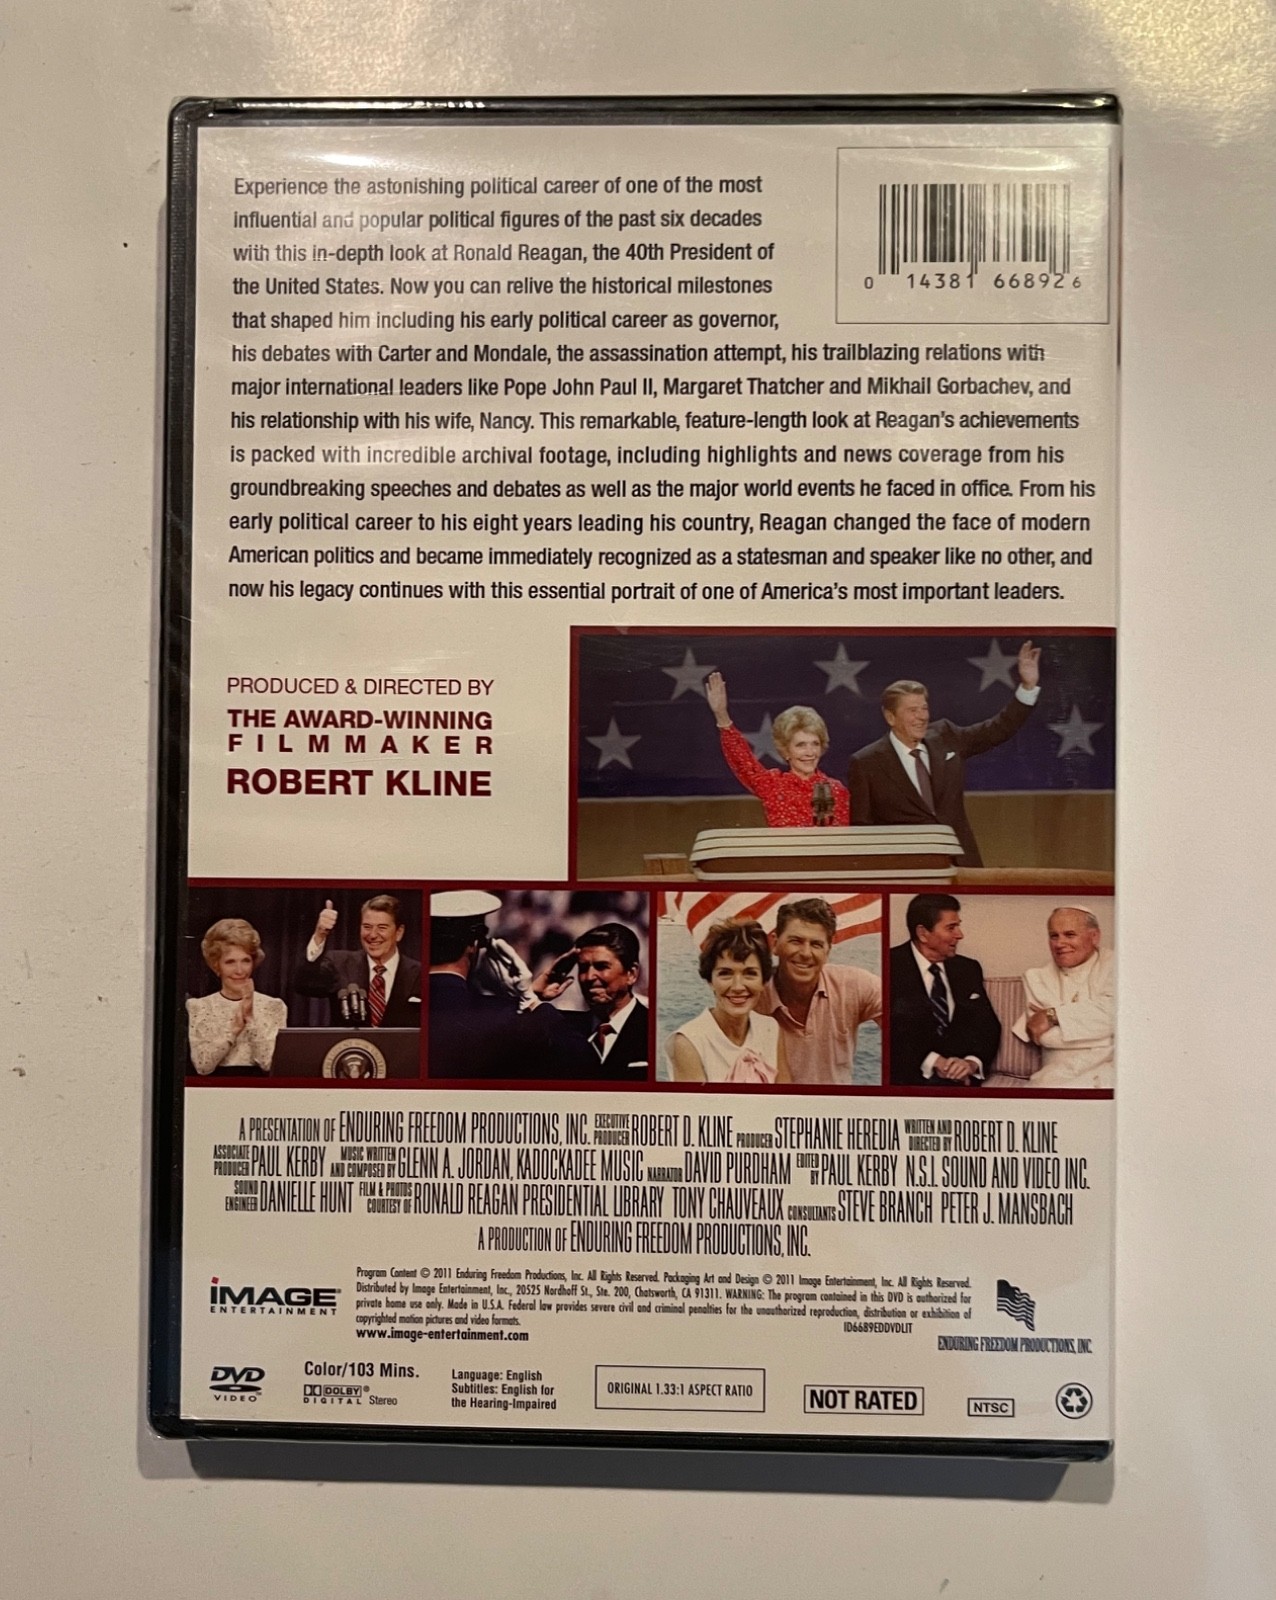 Experience the astonishing political career of one of the most
influential and popular political figures of the past six decades
with this in-depth look at Ronald Reagan, the 40th President of
the United States. Now you can relive the historical milestones
that shaped him including his early political career as governor,
his debates with Carter and Mondale, the assassination attempt, his trailblazing relations with
major international leaders like Pope John Paul II, Margaret Thatcher and Mikhail Gorbachev, and
his relationship with his wife, Nancy. This remarkable, feature-length look at Reagan's achievements
is packed with incredible archival footage, including highlights and news coverage from his
groundbreaking speeches and debates as well as the major world events he faced in office. From his
early political career to his eight years leading his country, Reagan changed the face of modern
American politics and became immediately recognized as a statesman and speaker like no other, and
now his legacy continues with this essential portrait of one of America's most important leaders.
0 14381 66892 6
PRODUCED & DIRECTED BY
THE AWARD-WINNING
FILMMAKER
ROBERT KLINE
A PRESENTATION OF ENDURING FREEDOM PRODUCTIONS, INC. EXECUTIVE PRODUCER ROBERT D. KLINE PRODUCER STEPHANIE HEREDIA WRITTEN AND DIRECTED BY ROBERT D. KLINE
ASSOCIATE PRODUCER PAUL KERBY MUSIC WRITTEN AND COMPOSED BY GLENN A. JORDAN, KADOCKADEE MUSIC NARRATOR DAVID PURDHAM EDITED BY PAUL KERBY N.S.I. SOUND AND VIDEO INC.
SOUND ENGINEER DANIELLE HUNT FILM & PHOTOS COURTESY OF RONALD REAGAN PRESIDENTIAL LIBRARY TONY CHAUVEAUX CONSULTANTS STEVE BRANCH PETER J. MANSBACH
A PRODUCTION OF ENDURING FREEDOM PRODUCTIONS, INC.
IMAGE
ENTERTAINMENT
Program Content © 2011 Enduring Freedom Productions, Inc. All Rights Reserved. Packaging Art and Design © 2011 Image Entertainment, Inc. All Rights Reserved.
Distributed by Image Entertainment, Inc., 20525 Nordhoff St., Ste. 200, Chatsworth, CA 91311. WARNING: The program contained in this DVD is authorized for
private home use only. Made in U.S.A. Federal law provides severe civil and criminal penalties for the unauthorized reproduction, distribution or exhibition of
copyrighted motion pictures and video formats.
ID6689EDDVDLIT
www.image-entertainment.com
ENDURING FREEDOM PRODUCTIONS, INC
DVD
VIDEO
Color/103 Mins.
DOLBY®
DIGITAL Stereo
Language: English
Subtitles: English for
the Hearing-Impaired
ORIGINAL 1.33:1 ASPECT RATIO
NOT RATED
NTSC